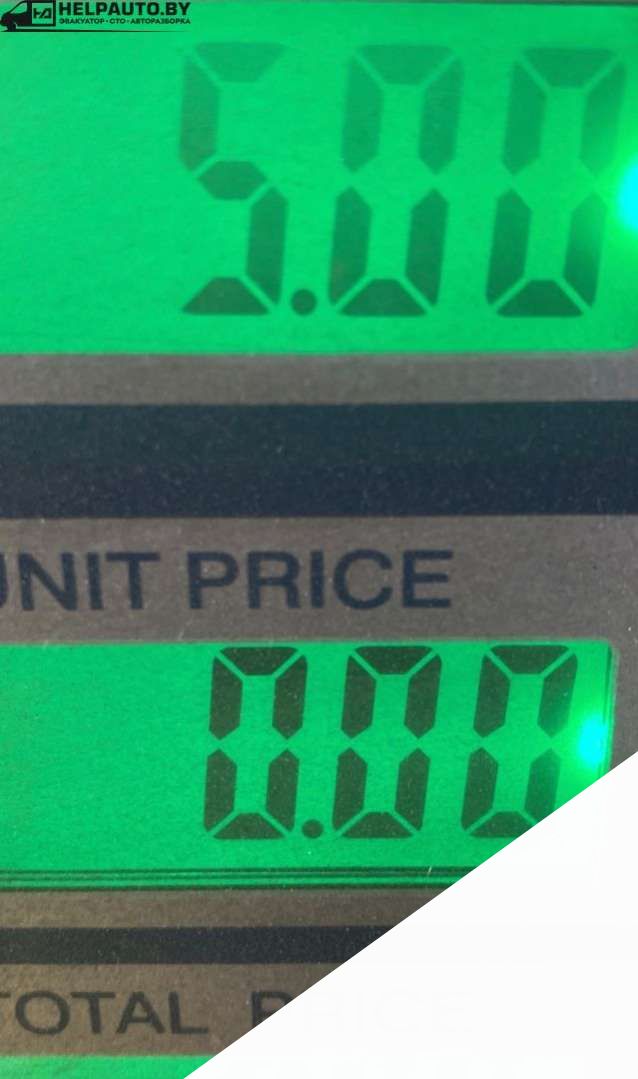 HELPAUTO.BY
ЭВАКУАТОР • СТО • АВТОРАЗБОРКА
5.00
UNIT PRICE
0.00
TOTAL PRICE